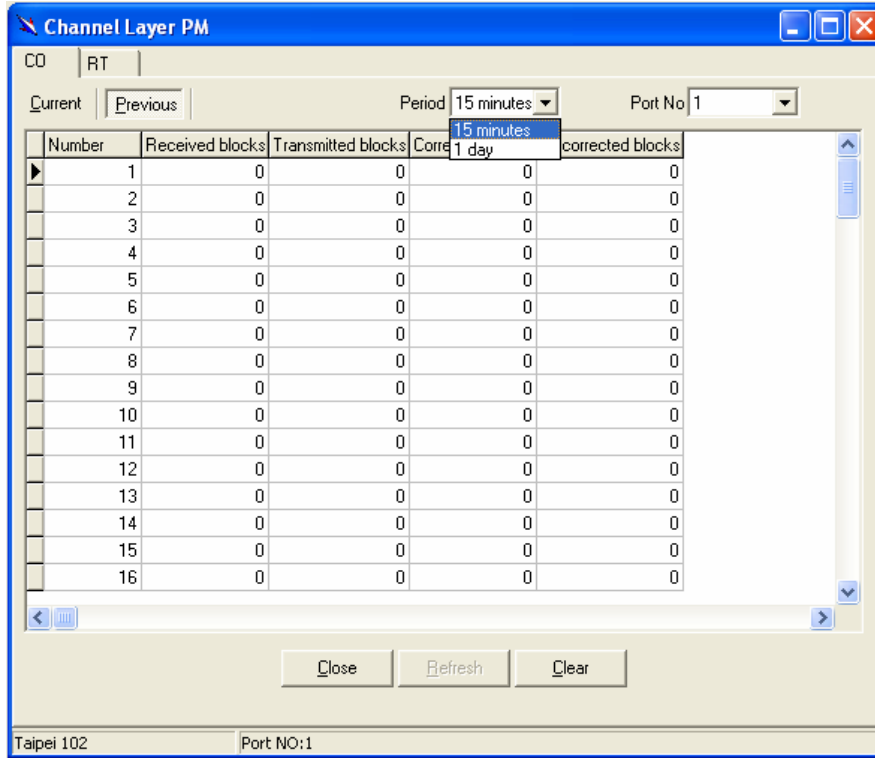 Channel Layer PM
CO RT
Current Previous Period 15 minutes Port No 1
15 minutes
1 day
Number Received blocks Transmitted blocks Corre corrected blocks
1 0 0 0 0
2 0 0 0 0
3 0 0 0 0
4 0 0 0 0
5 0 0 0 0
6 0 0 0 0
7 0 0 0 0
8 0 0 0 0
9 0 0 0 0
10 0 0 0 0
11 0 0 0 0
12 0 0 0 0
13 0 0 0 0
14 0 0 0 0
15 0 0 0 0
16 0 0 0 0
Close Refresh Clear
Taipei 102 Port NO:1